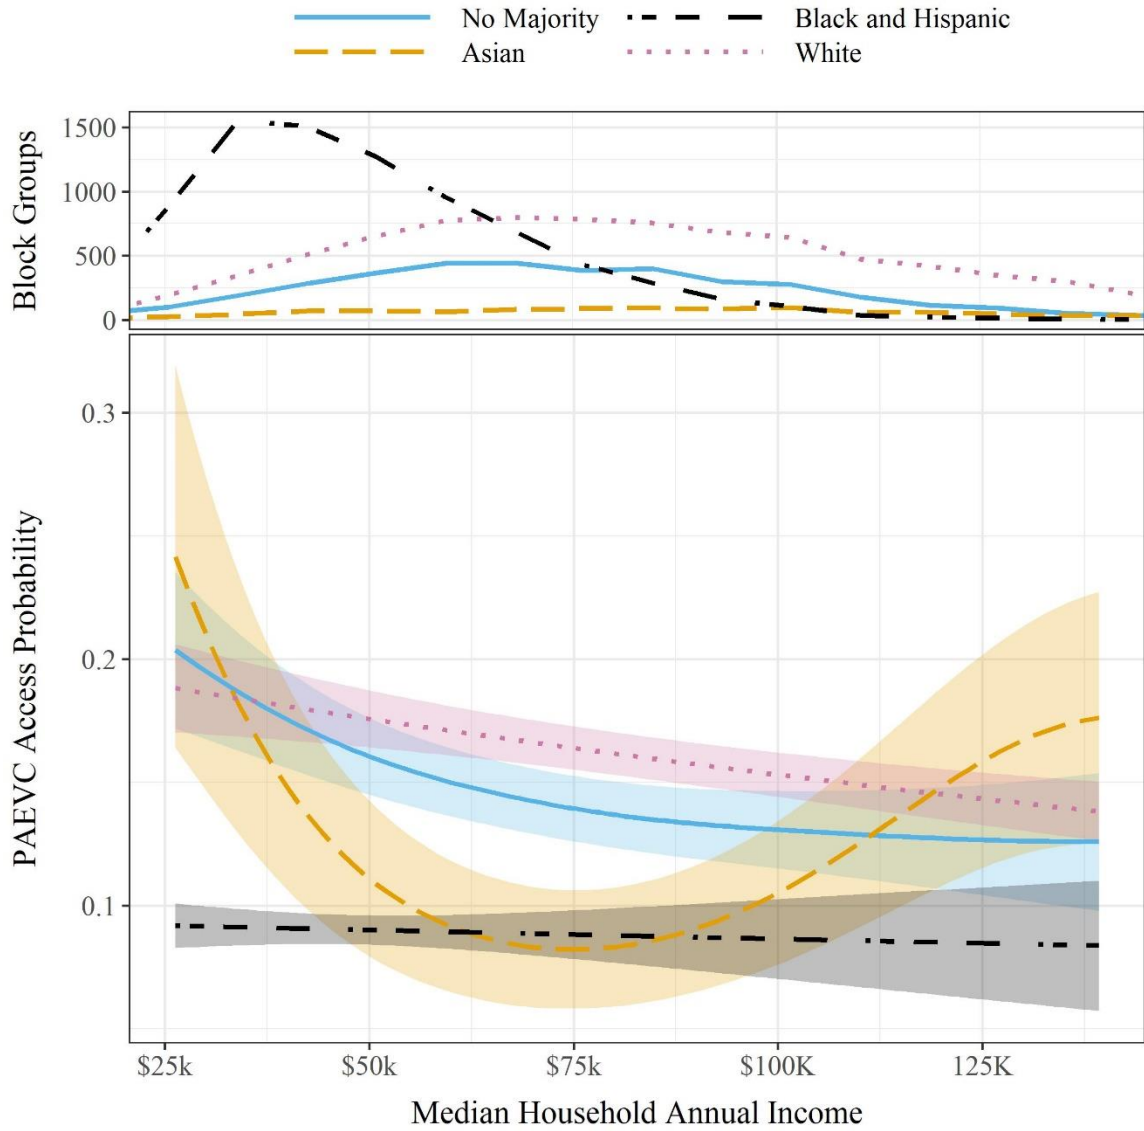 No Majority
Black and Hispanic
Asian
White
Block Groups
1500
1000
500
0
PAEVC Access Probability
0.3
0.2
0.1
$25k
$50k
$75k
$100K
125K
Median Household Annual Income